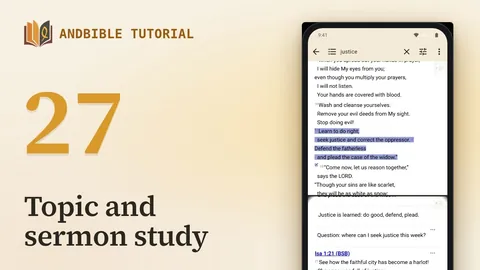 ANDBIBLE TUTORIAL
27
Topic and
sermon study
9:41
justice
I will hide My eyes from you;
even though you multiply your prayers,
I will not listen.
Your hands are covered with blood.
Wash and cleanse yourselves.
Remove your evil deeds from My sight.
Stop doing evil!
Learn to do right;
seek justice and correct the oppressor.
Defend the fatherless
and plead the case of the widow."
"Come now, let us reason together,"
says the LORD.
"Though your sins are like scarlet,
they will be as white as snow
Justice is learned: do good, defend, plead.
Question: where can I seek justice this week?
Isa 1:21 (BSB)
See how the faithful city has become a harlot!